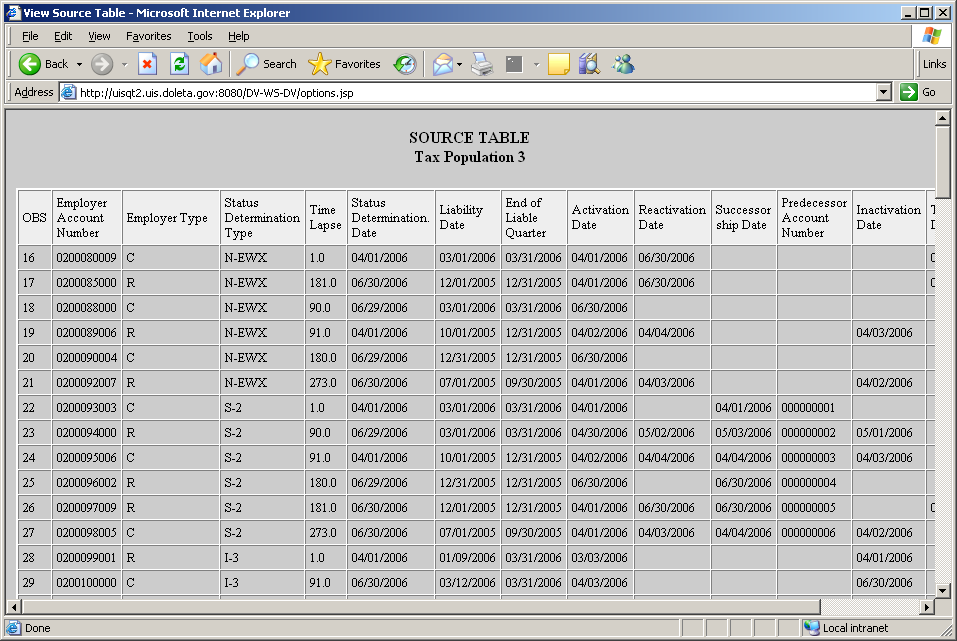 View Source Table - Microsoft Internet Explorer
File Edit View Favorites Tools Help
Back Search Favorites Links
Address http://uisqt2.uis.doleta.gov:8080/DV-WS-DV/options.jsp Go
SOURCE TABLE
Tax Population 3
OBS Employer Account Number Employer Type Status Determination Type Time Lapse Status Determination. Date Liability Date End of Liable Quarter Activation Date Reactivation Date Successor ship Date Predecessor Account Number Inactivation Date
16 0200080009 C N-EWX 1.0 04/01/2006 03/01/2006 03/31/2006 04/01/2006 06/30/2006
17 0200085000 R N-EWX 181.0 06/30/2006 12/01/2005 12/31/2005 04/01/2006 06/30/2006
18 0200088000 C N-EWX 90.0 06/29/2006 03/01/2006 03/31/2006 06/30/2006
19 0200089006 R N-EWX 91.0 04/01/2006 10/01/2005 12/31/2005 04/02/2006 04/04/2006 04/03/2006
20 0200090004 C N-EWX 180.0 06/29/2006 12/31/2005 12/31/2005 06/30/2006
21 0200092007 R N-EWX 273.0 06/30/2006 07/01/2005 09/30/2005 04/01/2006 04/03/2006 04/02/2006
22 0200093003 C S-2 1.0 04/01/2006 03/01/2006 03/31/2006 04/01/2006 04/01/2006 000000001
23 0200094000 R S-2 90.0 06/29/2006 03/01/2006 03/31/2006 04/30/2006 05/02/2006 05/03/2006 000000002 05/01/2006
24 0200095006 C S-2 91.0 04/01/2006 10/01/2005 12/31/2005 04/02/2006 04/04/2006 04/04/2006 000000003 04/03/2006
25 0200096002 R S-2 180.0 06/29/2006 12/31/2005 12/31/2005 06/30/2006 06/30/2006 000000004
26 0200097009 R S-2 181.0 06/30/2006 12/01/2005 12/31/2005 04/01/2006 06/30/2006 06/30/2006 000000005
27 0200098005 C S-2 273.0 06/30/2006 07/01/2005 09/30/2005 04/01/2006 04/03/2006 04/04/2006 000000006 04/02/2006
28 0200099001 R I-3 1.0 04/01/2006 01/09/2006 03/31/2006 03/03/2006 04/01/2006
29 0200100000 C I-3 91.0 06/30/2006 03/12/2006 03/31/2006 04/03/2006 06/30/2006
Done Local intranet